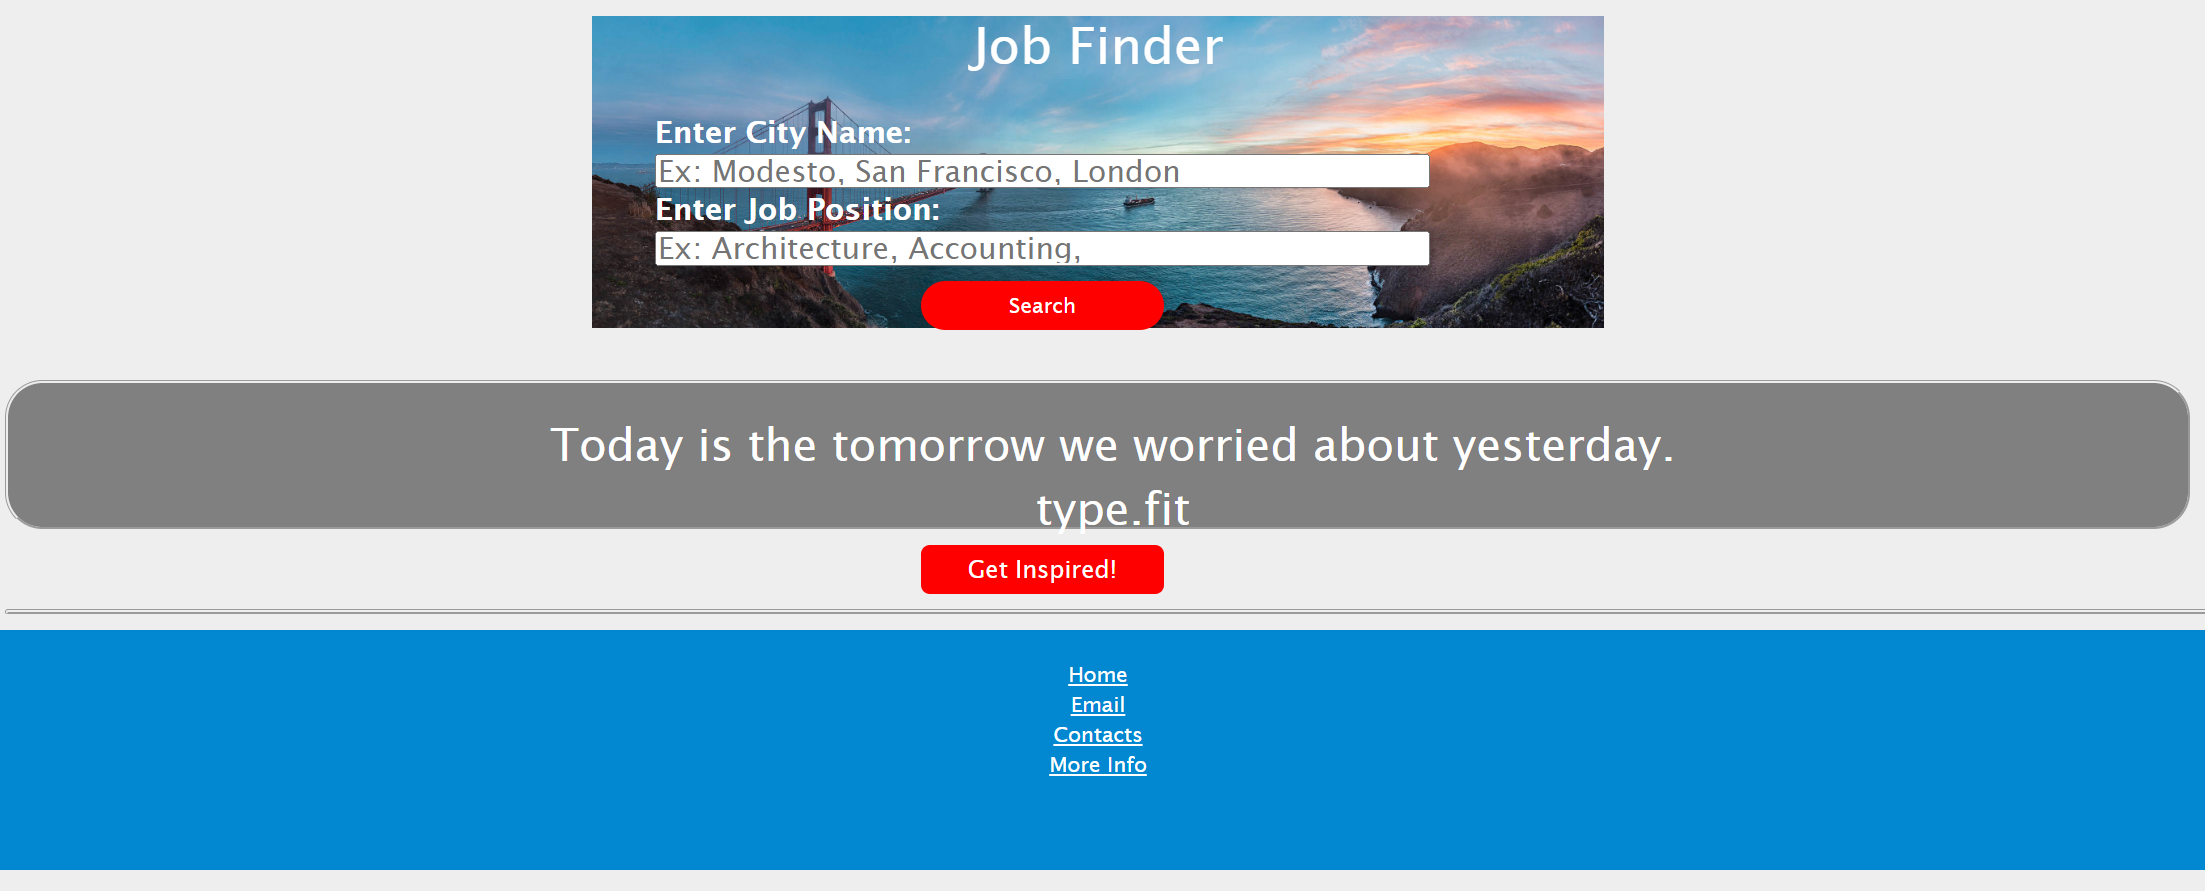 Job Finder
Enter City Name:
Ex: Modesto, San Francisco, London
Enter Job Position:
Ex: Architecture, Accounting,
Search
Today is the tomorrow we worried about yesterday.
type.fit
Get Inspired!
Home
Email
Contacts
More Info